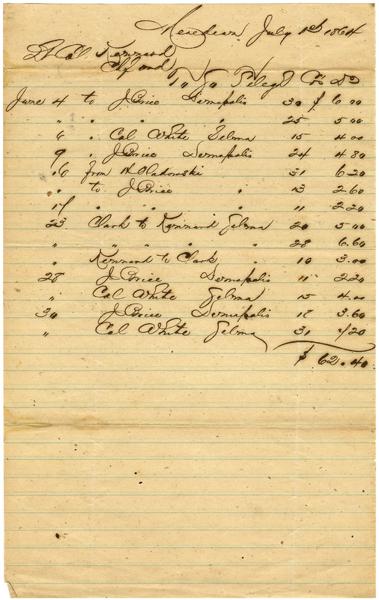 Meridian July 1st 1864
Lt Col Kennard
To S W Telegh Co Dr
June 4 to J Price Demopolis 30 $ 6.00
" " " " " 25 5.00
6 " Col White Selma 15 4.00
9 " J Price Demopolis 24 4.80
16 from H Oladowski 31 6.20
" to J Price " 13 2.60
17 " " " 11 2.20
23 Clark to Kennard Selma 20 5.00
" " " " " 28 6.60
" Kennard to Clark " 10 3.00
28 J Price Demopolis 11 2.20
" Col White Selma 15 4.00
30 J Price Demopolis 18 3.60
" Col White Selma 31 7.20
$ 62.40